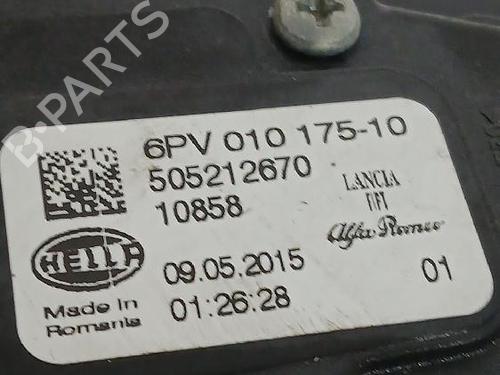 B-PARTS
6PV 010 175-10
505212670
10858
LANCIA
Alfa Romeo
HELLA
09.05.2015
01:26:28
01
Made In
Romania